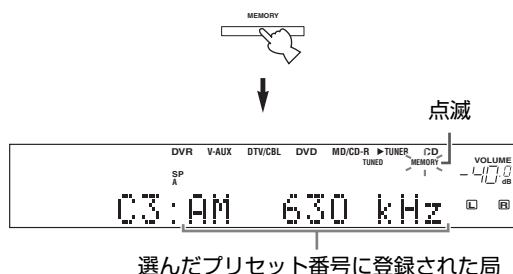 MEMORY
点滅
DVR V-AUX DTV/CBL DVD MD/CD-R ▶TUNER CD
TUNED MEMORY
VOLUME
SP
A
-40.0 dB
C3:AM 630 kHz
L R
選んだプリセット番号に登録された局